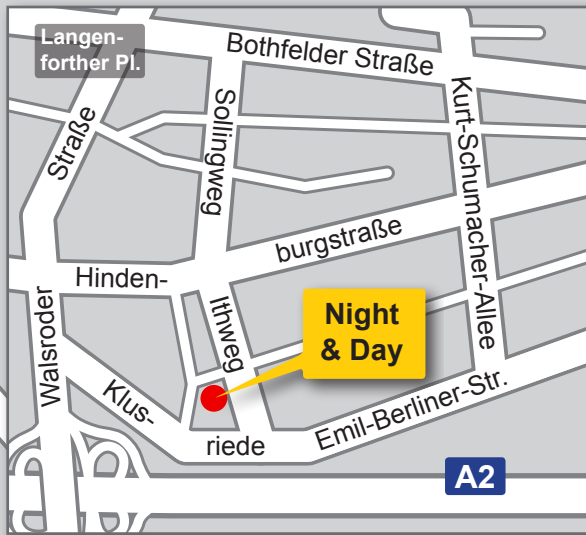 Langen-
forther Pl.
Bothfelder Straße
Straße
Sollingweg
Kurt-Schumacher-Allee
burgstraße
Hinden-
Ithweg
Night
& Day
Walsroder
Klus-
riede
Emil-Berliner-Str.
A2